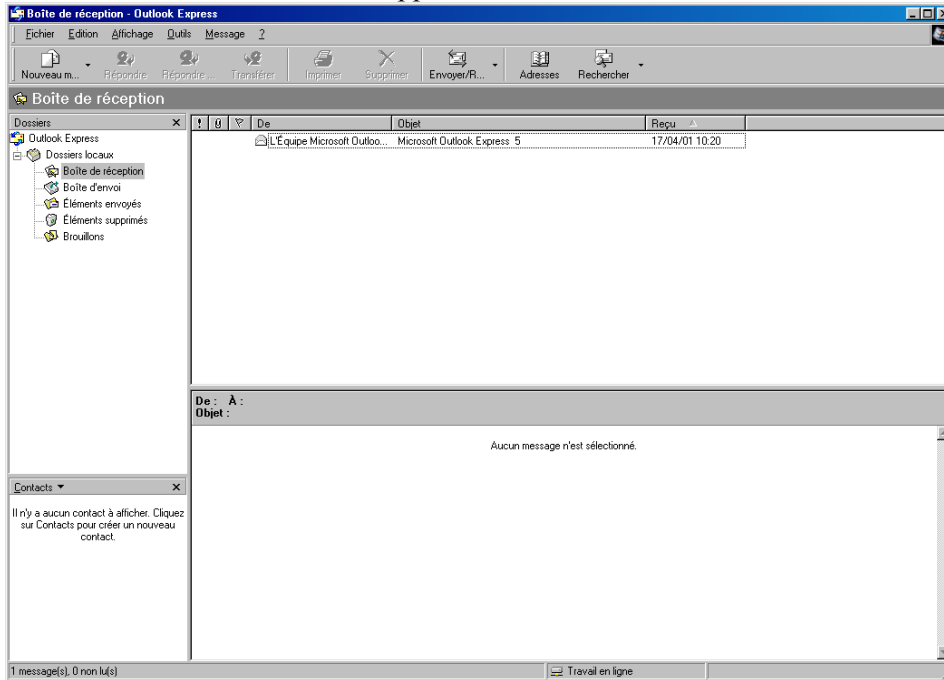 Boîte de réception - Outlook Express
Fichier Edition Affichage Outils Message ?
Nouveau m... Répondre Répondre ... Transférer Imprimer Supprimer Envoyer/R... Adresses Rechercher
Boîte de réception
Dossiers
Outlook Express
Dossiers locaux
Boîte de réception
Boîte d'envoi
Éléments envoyés
Éléments supprimés
Brouillons
! De Objet Reçu
L'Équipe Microsoft Outloo... Microsoft Outlook Express 5 17/04/01 10:20
De : À :
Objet :
Aucun message n'est sélectionné.
Contacts
Il n'y a aucun contact à afficher. Cliquez
sur Contacts pour créer un nouveau
contact.
1 message(s), 0 non lu(s) Travail en ligne